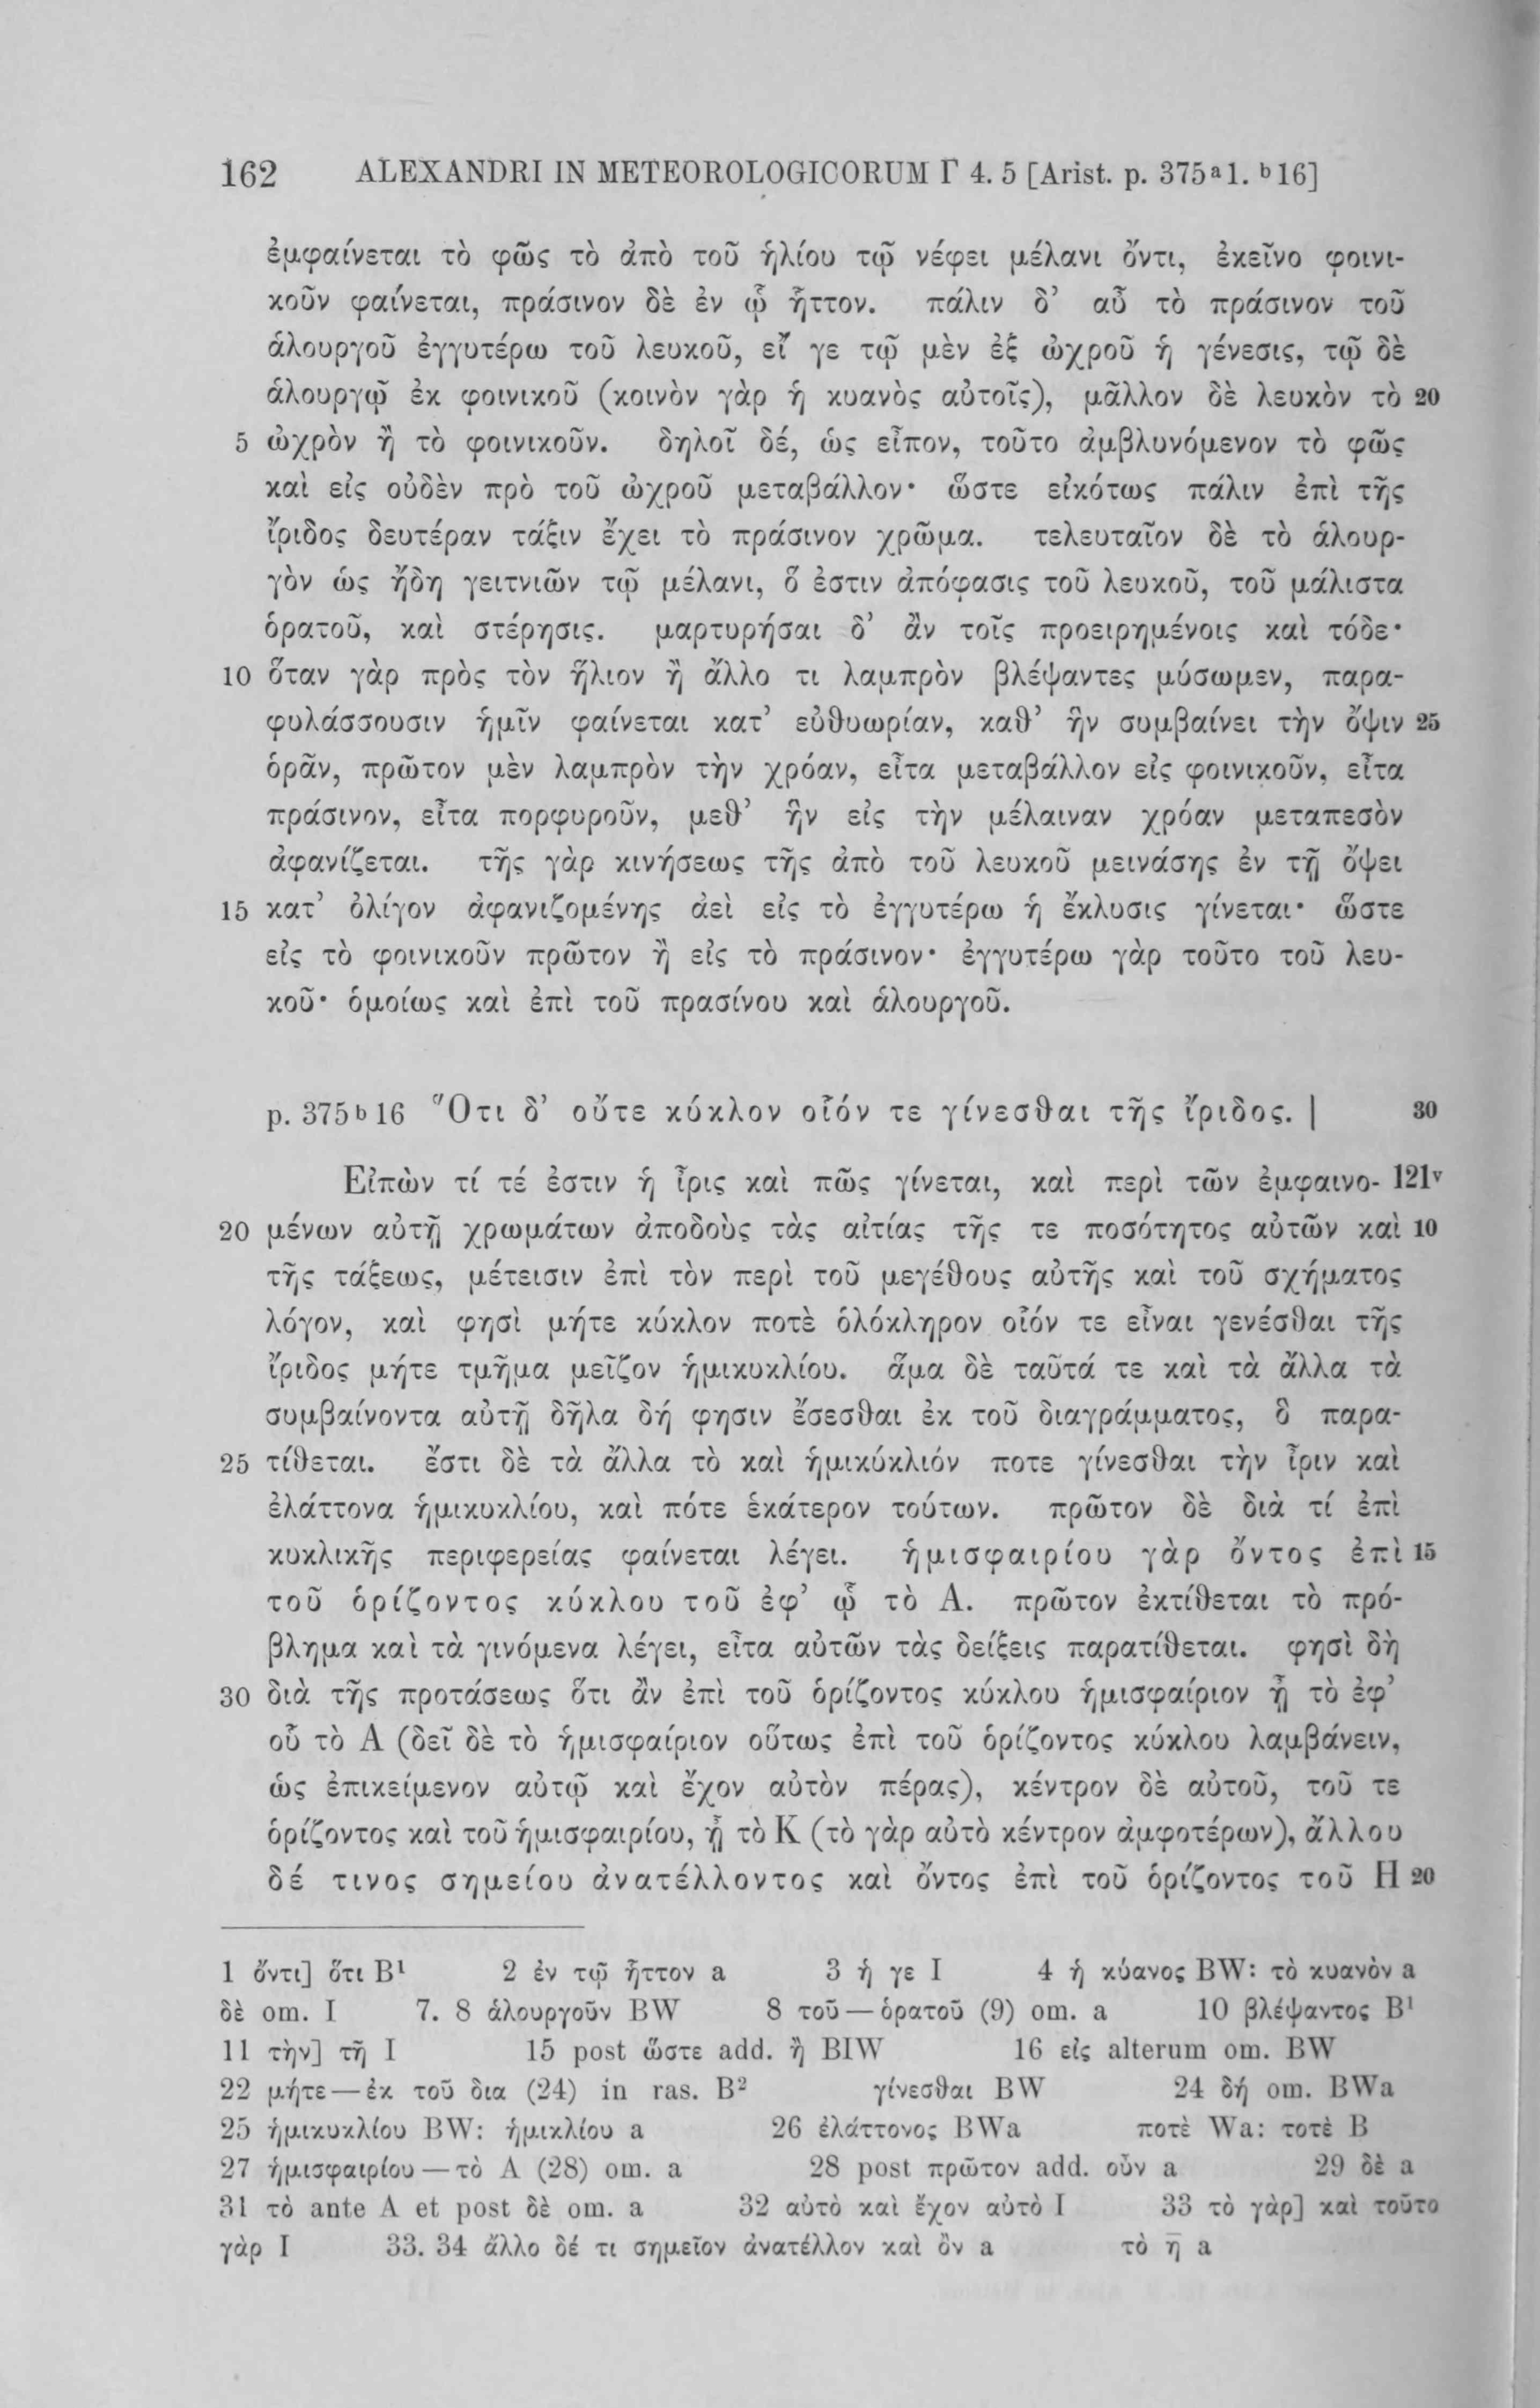 162 ALEXANDRI IN METEOROLOGICORUM Γ 4. 5 [Arist. p. 375ᵃ1. ᵇ16]
ἐμφαίνεται τὸ φῶς τὸ ἀπὸ τοῦ ἡλίου τῷ νέφει μέλανι ὄντι, ἐκεῖνο φοινι-
κοῦν φαίνεται, πράσινον δὲ ἐν ᾧ ἧττον. πάλιν δ’ αὖ τὸ πράσινον τοῦ
ἁλουργοῦ ἐγγυτέρω τοῦ λευκοῦ, εἴ γε τῷ μὲν ἐξ ὠχροῦ ἡ γένεσις, τῷ δὲ
ἁλουργῷ ἐκ φοινικοῦ (κοινὸν γὰρ ἡ κυανὸς αὐτοῖς), μᾶλλον δὲ λευκὸν τὸ 20
5 ὠχρὸν ἢ τὸ φοινικοῦν. δηλοῖ δέ, ὡς εἶπον, τοῦτο ἀμβλυνόμενον τὸ φῶς
καὶ εἰς οὐδὲν πρὸ τοῦ ὠχροῦ μεταβάλλον· ὥστε εἰκότως πάλιν ἐπὶ τῆς
ἴριδος δευτέραν τάξιν ἔχει τὸ πράσινον χρῶμα. τελευταῖον δὲ τὸ ἁλουρ-
γὸν ὡς ἤδη γειτνιῶν τῷ μέλανι, ὅ ἐστιν ἀπόφασις τοῦ λευκοῦ, τοῦ μάλιστα
ὁρατοῦ, καὶ στέρησις. μαρτυρήσαι δ’ ἂν τοῖς προειρημένοις καὶ τόδε·
10 ὅταν γὰρ πρὸς τὸν ἥλιον ἢ ἄλλο τι λαμπρὸν βλέψαντες μύσωμεν, παρα-
φυλάσσουσιν ἡμῖν φαίνεται κατ’ εὐθυωρίαν, καθ’ ἣν συμβαίνει τὴν ὄψιν 25
ὁρᾶν, πρῶτον μὲν λαμπρὸν τὴν χρόαν, εἶτα μεταβάλλον εἰς φοινικοῦν, εἶτα
πράσινον, εἶτα πορφυροῦν, μεθ’ ἣν εἰς τὴν μέλαιναν χρόαν μεταπεσὸν
ἀφανίζεται. τῆς γὰρ κινήσεως τῆς ἀπὸ τοῦ λευκοῦ μεινάσης ἐν τῇ ὄψει
15 κατ’ ὀλίγον ἀφανιζομένης ἀεὶ εἰς τὸ ἐγγυτέρω ἡ ἔκλυσις γίνεται· ὥστε
εἰς τὸ φοινικοῦν πρῶτον ἢ εἰς τὸ πράσινον· ἐγγυτέρω γὰρ τοῦτο τοῦ λευ-
κοῦ· ὁμοίως καὶ ἐπὶ τοῦ πρασίνου καὶ ἁλουργοῦ.
p. 375ᵇ16 Ὅτι δ’ οὔτε κύκλον οἷόν τε γίνεσθαι τῆς ἴριδος. | 30
Εἰπὼν τί τέ ἐστιν ἡ ἶρις καὶ πῶς γίνεται, καὶ περὶ τῶν ἐμφαινο- 121ᵛ
20 μένων αὐτῇ χρωμάτων ἀποδοὺς τὰς αἰτίας τῆς τε ποσότητος αὐτῶν καὶ 10
τῆς τάξεως, μέτεισιν ἐπὶ τὸν περὶ τοῦ μεγέθους αὐτῆς καὶ τοῦ σχήματος
λόγον, καὶ φησὶ μήτε κύκλον ποτὲ ὁλόκληρον οἷόν τε εἶναι γενέσθαι τῆς
ἴριδος μήτε τμῆμα μεῖζον ἡμικυκλίου. ἅμα δὲ ταῦτά τε καὶ τὰ ἄλλα τὰ
συμβαίνοντα αὐτῇ δῆλα δή φησιν ἔσεσθαι ἐκ τοῦ διαγράμματος, ὃ παρα-
25 τίθεται. ἔστι δὲ τὰ ἄλλα τὸ καὶ ἡμικύκλιόν ποτε γίνεσθαι τὴν ἶριν καὶ
ἐλάττονα ἡμικυκλίου, καὶ πότε ἑκάτερον τούτων. πρῶτον δὲ διὰ τί ἐπὶ
κυκλικῆς περιφερείας φαίνεται λέγει. ἡμισφαιρίου γὰρ ὄντος ἐπὶ 15
τοῦ ὁρίζοντος κύκλου τοῦ ἐφ’ ᾧ τὸ Α. πρῶτον ἐκτίθεται τὸ πρό-
βλημα καὶ τὰ γινόμενα λέγει, εἶτα αὐτῶν τὰς δείξεις παρατίθεται. φησὶ δὴ
30 διὰ τῆς προτάσεως ὅτι ἂν ἐπὶ τοῦ ὁρίζοντος κύκλου ἡμισφαίριον ᾖ τὸ ἐφ’
οὗ τὸ Α (δεῖ δὲ τὸ ἡμισφαίριον οὕτως ἐπὶ τοῦ ὁρίζοντος κύκλου λαμβάνειν,
ὡς ἐπικείμενον αὐτῷ καὶ ἔχον αὐτὸν πέρας), κέντρον δὲ αὐτοῦ, τοῦ τε
ὁρίζοντος καὶ τοῦ ἡμισφαιρίου, ᾖ τὸ Κ (τὸ γὰρ αὐτὸ κέντρον ἀμφοτέρων), ἄλλου
δέ τινος σημείου ἀνατέλλοντος καὶ ὄντος ἐπὶ τοῦ ὁρίζοντος τοῦ Η 20
1 ὄντι] ὅτι B¹ 2 ἐν τῷ ἧττον a 3 ἡ γε I 4 ἡ κύανος BW: τὸ κυανὸν a
δὲ om. I 7. 8 ἁλουργοῦν BW 8 τοῦ — ὁρατοῦ (9) om. a 10 βλέψαντος B¹
11 τὴν] τῆ I 15 post ὥστε add. ἢ BIW 16 εἰς alterum om. BW
22 μήτε — ἐκ τοῦ δια (24) in ras. B² γίνεσθαι BW 24 δή om. BWa
25 ἡμικυκλίου BW: ἡμικλίου a 26 ἐλάττονος BWa ποτὲ Wa: τοτὲ B
27 ἡμισφαιρίου — τὸ Α (28) om. a 28 post πρῶτον add. οὖν a 29 δὲ a
31 τὸ ante Α et post δὲ om. a 32 αὐτὸ καὶ ἔχον αὐτὸ I 33 τὸ γὰρ] καὶ τοῦτο
γὰρ I 33. 34 ἄλλο δέ τι σημεῖον ἀνατέλλον καὶ ὂν a τὸ η̄ a